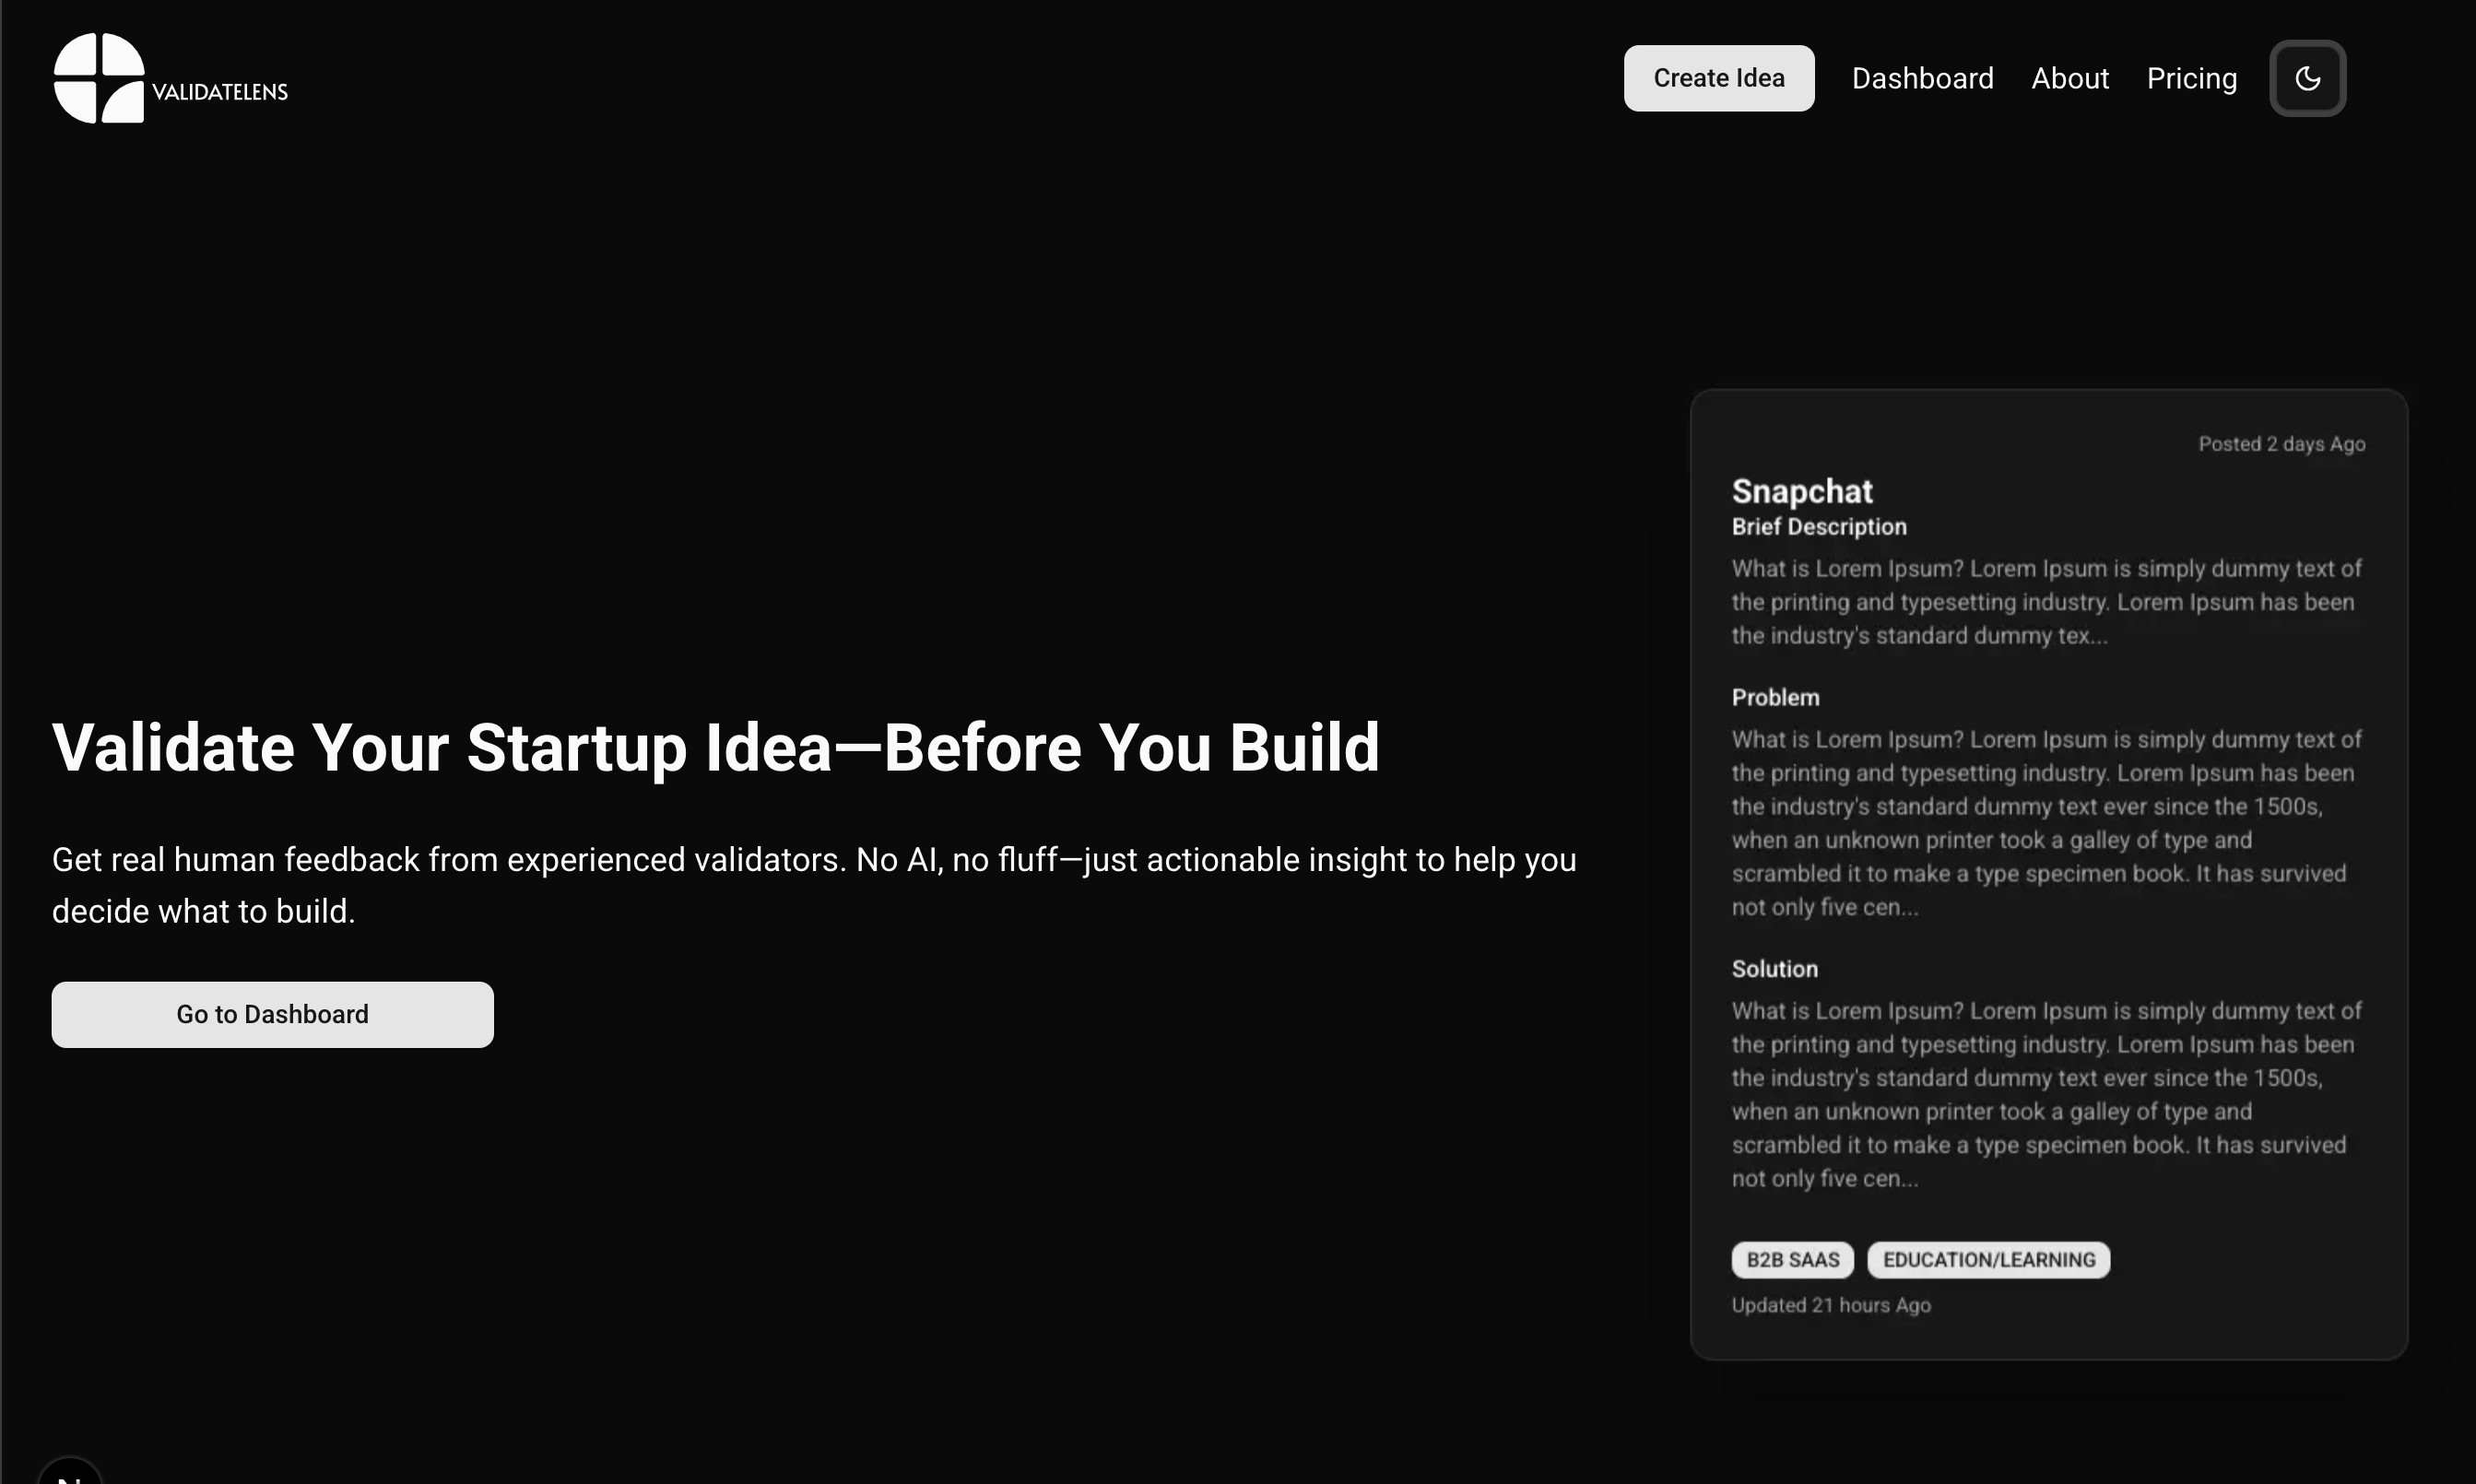 VALIDATELENS
Create Idea
Dashboard
About
Pricing
Validate Your Startup Idea—Before You Build
Get real human feedback from experienced validators. No AI, no fluff—just actionable insight to help you
decide what to build.
Go to Dashboard
Posted 2 days Ago
Snapchat
Brief Description
What is Lorem Ipsum? Lorem Ipsum is simply dummy text of
the printing and typesetting industry. Lorem Ipsum has been
the industry's standard dummy tex...
Problem
What is Lorem Ipsum? Lorem Ipsum is simply dummy text of
the printing and typesetting industry. Lorem Ipsum has been
the industry's standard dummy text ever since the 1500s,
when an unknown printer took a galley of type and
scrambled it to make a type specimen book. It has survived
not only five cen...
Solution
What is Lorem Ipsum? Lorem Ipsum is simply dummy text of
the printing and typesetting industry. Lorem Ipsum has been
the industry's standard dummy text ever since the 1500s,
when an unknown printer took a galley of type and
scrambled it to make a type specimen book. It has survived
not only five cen...
B2B SAAS
EDUCATION/LEARNING
Updated 21 hours Ago